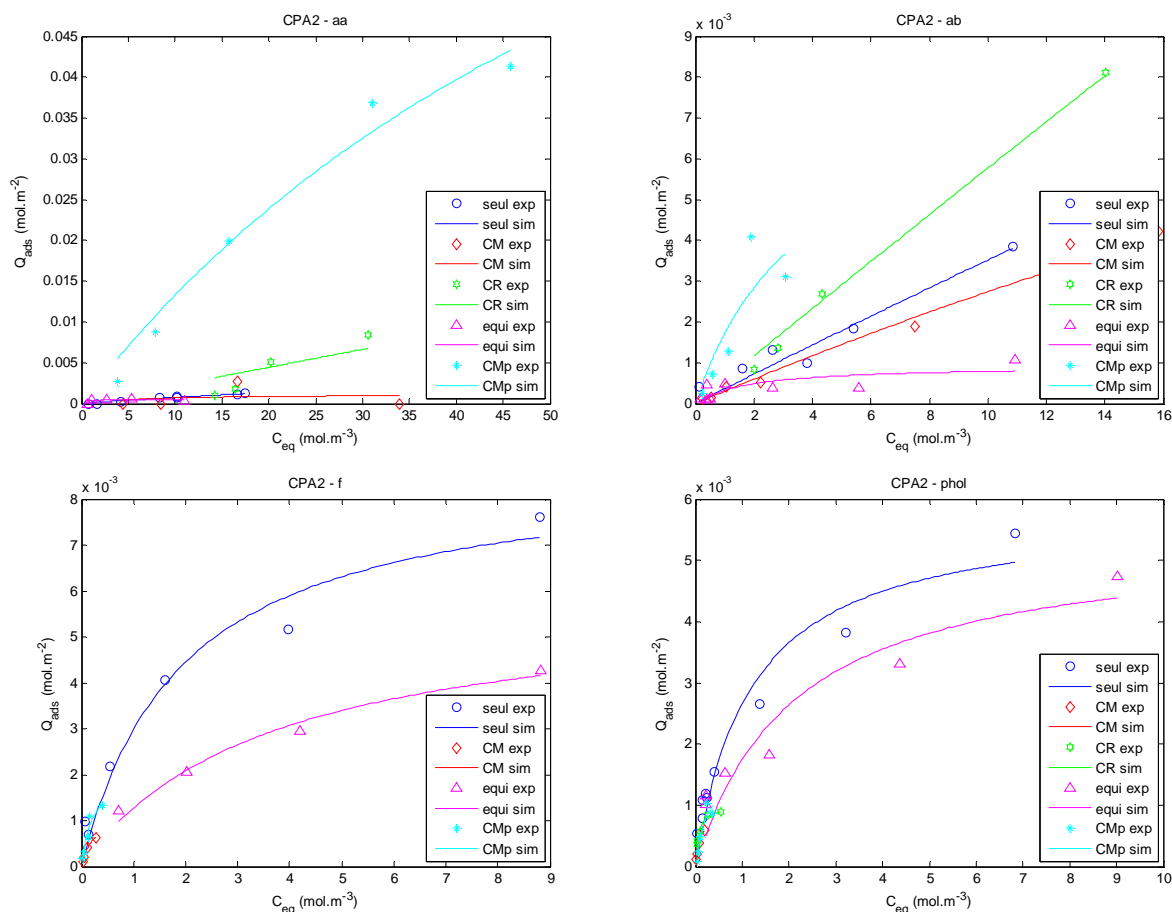 CPA2 - aa
0.045
0.04
0.035
0.03
0.025
0.02
0.015
0.01
0.005
0
Q_ads (mol.m^-2)
0 5 10 15 20 25 30 35 40 45 50
C_eq (mol.m^-3)
seul exp
seul sim
CM exp
CM sim
CR exp
CR sim
equi exp
equi sim
CMp exp
CMp sim
CPA2 - ab
x 10^-3
9
8
7
6
5
4
3
2
1
0
Q_ads (mol.m^-2)
0 2 4 6 8 10 12 14 16
C_eq (mol.m^-3)
seul exp
seul sim
CM exp
CM sim
CR exp
CR sim
equi exp
equi sim
CMp exp
CMp sim
CPA2 - f
x 10^-3
8
7
6
5
4
3
2
1
0
Q_ads (mol.m^-2)
0 1 2 3 4 5 6 7 8 9
C_eq (mol.m^-3)
seul exp
seul sim
CM exp
CM sim
equi exp
equi sim
CMp exp
CMp sim
CPA2 - phol
x 10^-3
6
5
4
3
2
1
0
Q_ads (mol.m^-2)
0 1 2 3 4 5 6 7 8 9 10
C_eq (mol.m^-3)
seul exp
seul sim
CM exp
CM sim
CR exp
CR sim
equi exp
equi sim
CMp exp
CMp sim